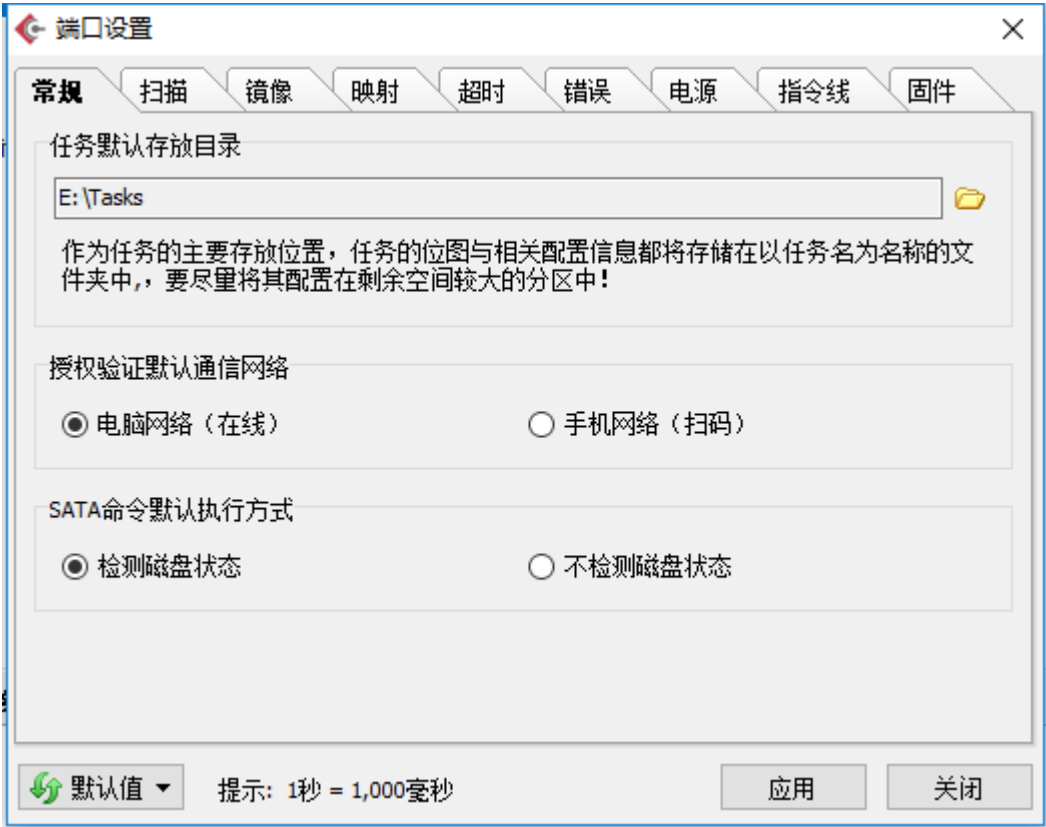 端口设置
常规 扫描 镜像 映射 超时 错误 电源 指令线 固件
任务默认存放目录
E:\Tasks
作为任务的主要存放位置，任务的位图与相关配置信息都将存储在以任务名为名称的文
件夹中,，要尽量将其配置在剩余空间较大的分区中！
授权验证默认通信网络
电脑网络（在线） 手机网络（扫码）
SATA命令默认执行方式
检测磁盘状态 不检测磁盘状态
默认值 提示: 1秒 = 1,000毫秒 应用 关闭